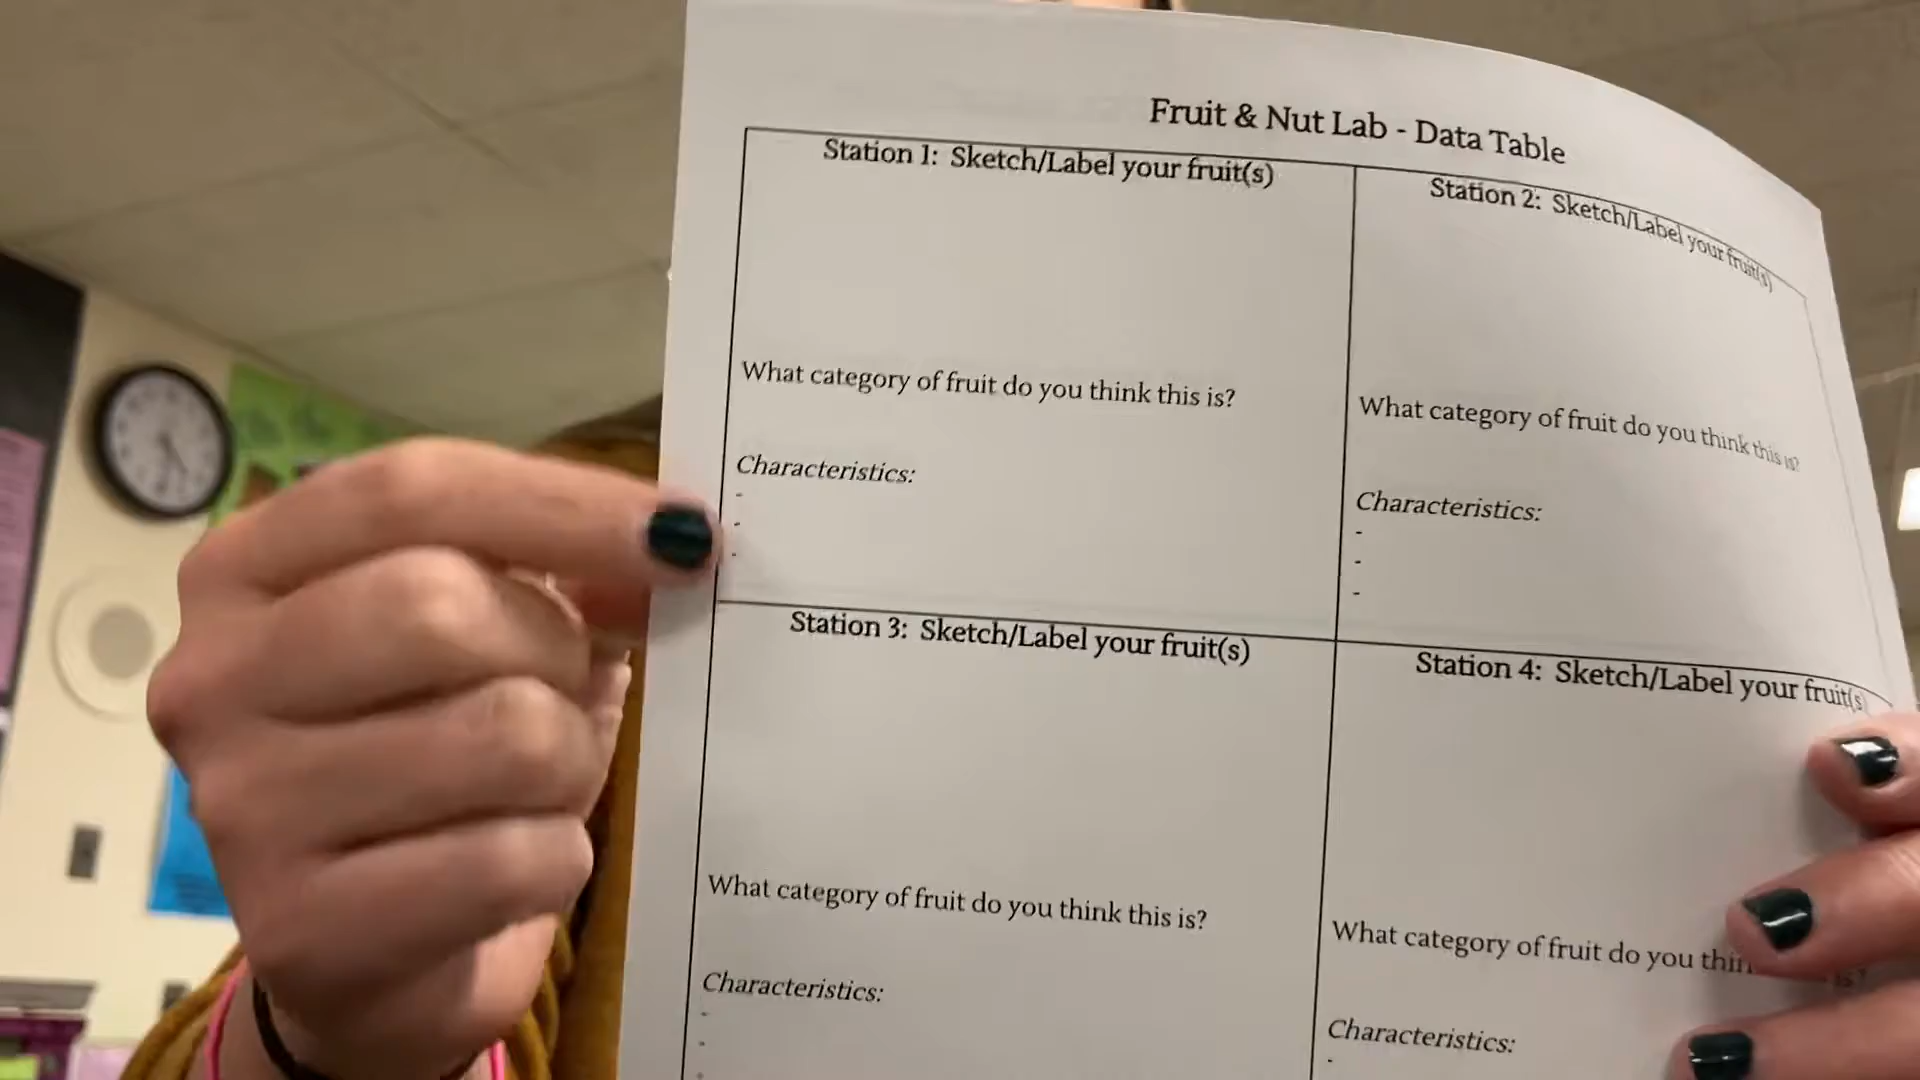 Fruit & Nut Lab - Data Table
Station 1: Sketch/Label your fruit(s)
What category of fruit do you think this is?
Characteristics:
-
-
-
Station 2: Sketch/Label your fruit(s)
What category of fruit do you think this is?
Characteristics:
-
-
-
Station 3: Sketch/Label your fruit(s)
What category of fruit do you think this is?
Characteristics:
-
-
-
Station 4: Sketch/Label your fruit(s)
What category of fruit do you is?
Characteristics:
-